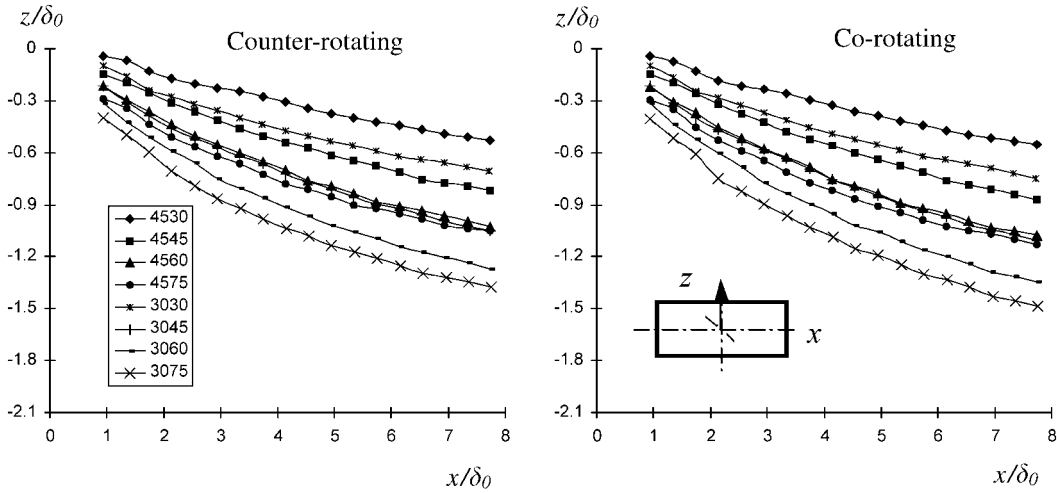 z/δ₀
Counter-rotating
0
-0.3
-0.6
-0.9
-1.2
-1.5
-1.8
-2.1
4530
4545
4560
4575
3030
3045
3060
3075
0 1 2 3 4 5 6 7 8
x/δ₀
z/δ₀
Co-rotating
0
-0.3
-0.6
-0.9
-1.2
-1.5
-1.8
-2.1
z
x
0 1 2 3 4 5 6 7 8
x/δ₀